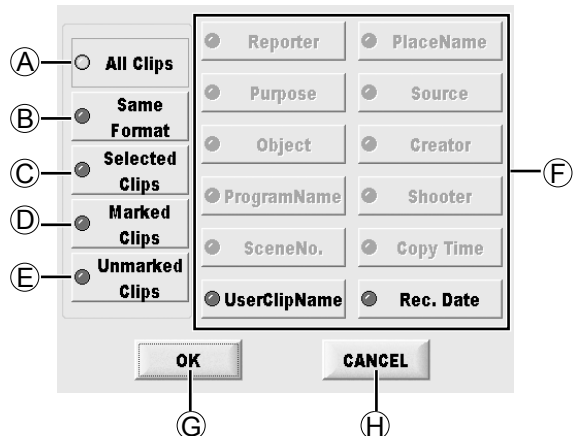 A
All Clips
B
Same
Format
C
Selected
Clips
D
Marked
Clips
E
Unmarked
Clips
Reporter
PlaceName
Purpose
Source
Object
Creator
ProgramName
Shooter
SceneNo.
Copy Time
UserClipName
Rec. Date
F
OK
CANCEL
G
H